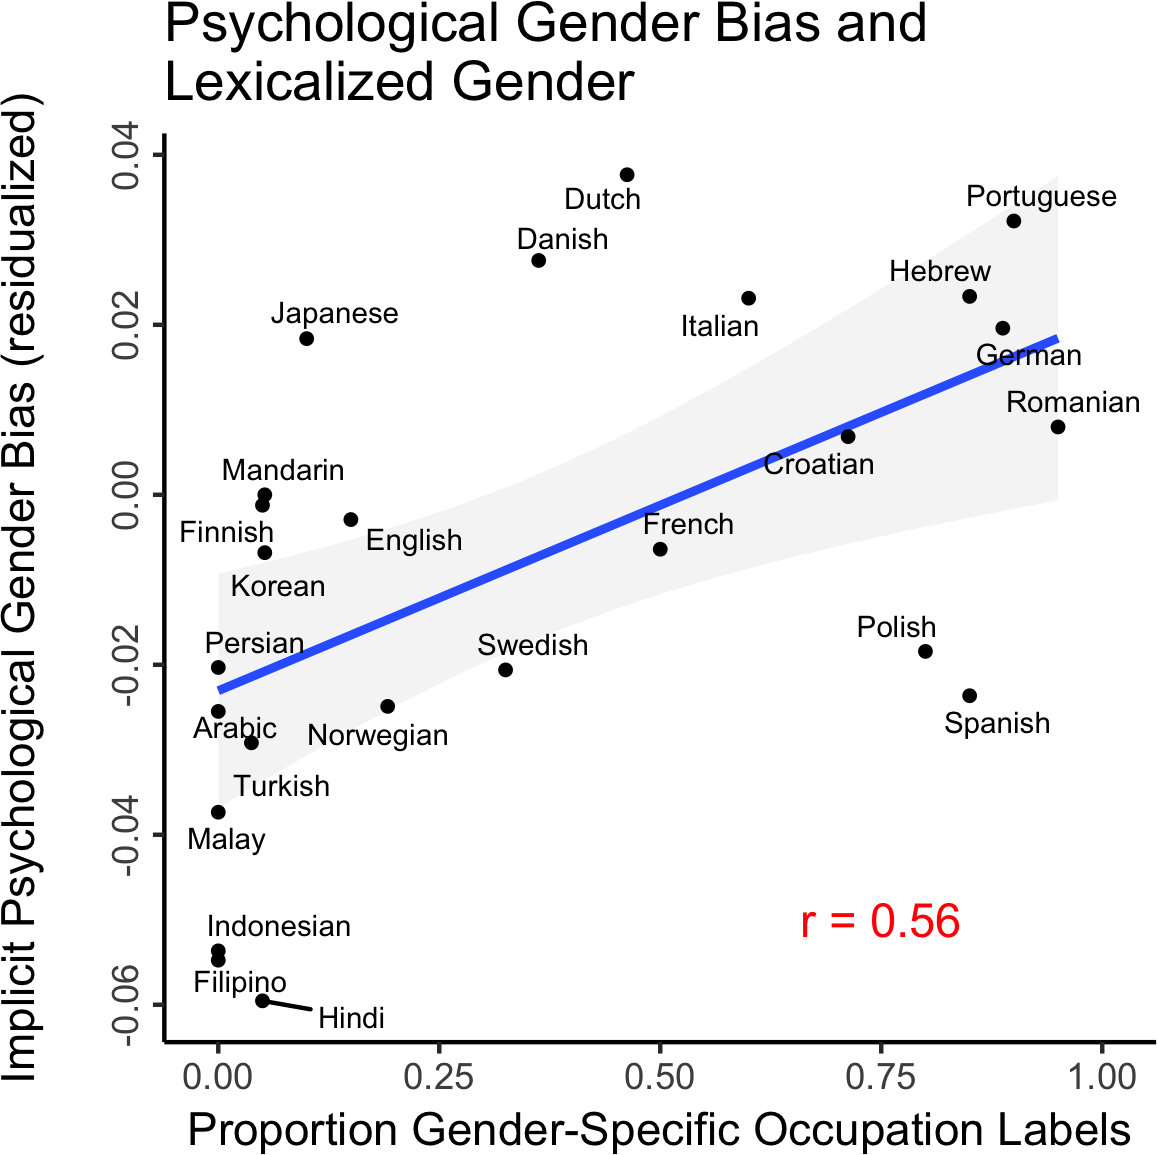 Psychological Gender Bias and
Lexicalized Gender
Implicit Psychological Gender Bias (residualized)
0.04
0.02
0.00
-0.02
-0.04
-0.06
Dutch
Portuguese
Danish
Hebrew
Japanese
Italian
German
Romanian
Croatian
Mandarin
French
Finnish
English
Korean
Polish
Persian
Swedish
Spanish
Arabic
Norwegian
Turkish
Malay
r = 0.56
Indonesian
Filipino
Hindi
0.00 0.25 0.50 0.75 1.00
Proportion Gender-Specific Occupation Labels